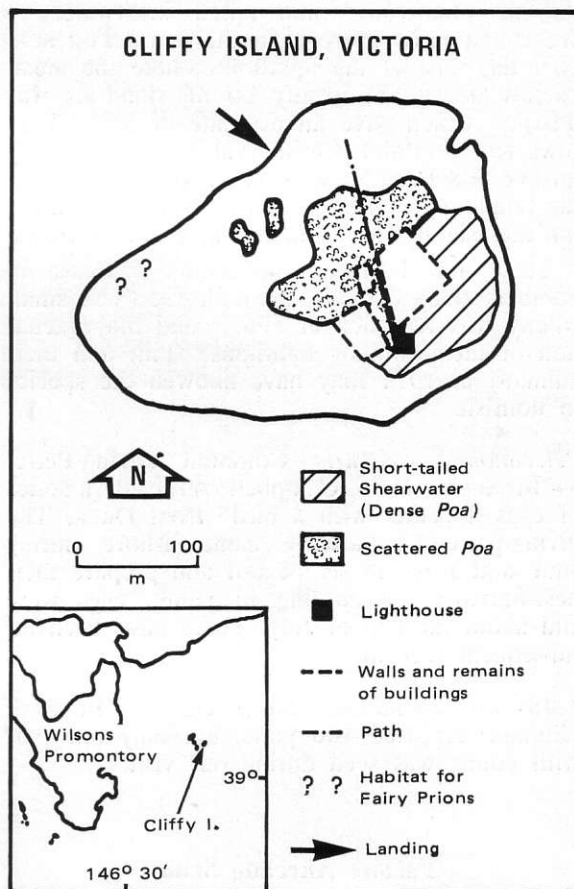 CLIFFY ISLAND, VICTORIA
? ?
N
0 100
m
Short-tailed
Shearwater
(Dense Poa)
Scattered Poa
Lighthouse
Walls and remains
of buildings
Path
? ? Habitat for
Fairy Prions
Landing
Wilsons
Promontory
39°
Cliffy I.
146° 30'